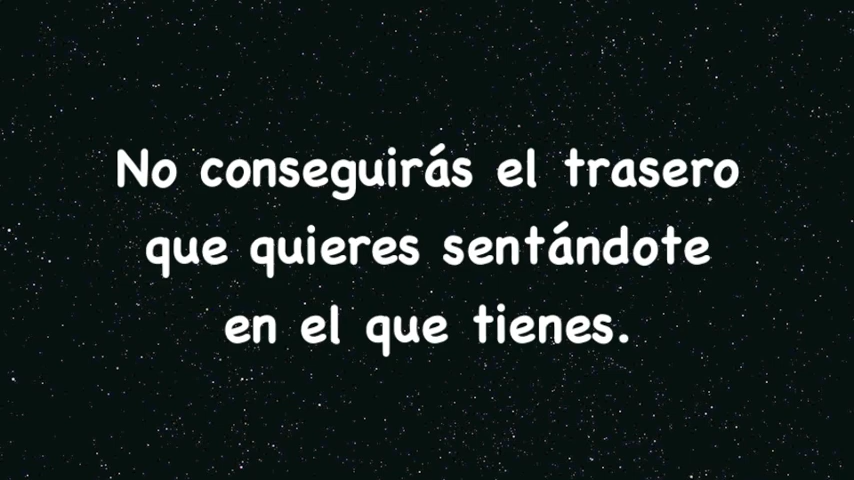 No conseguirás el trasero
que quieres sentándote
en el que tienes.